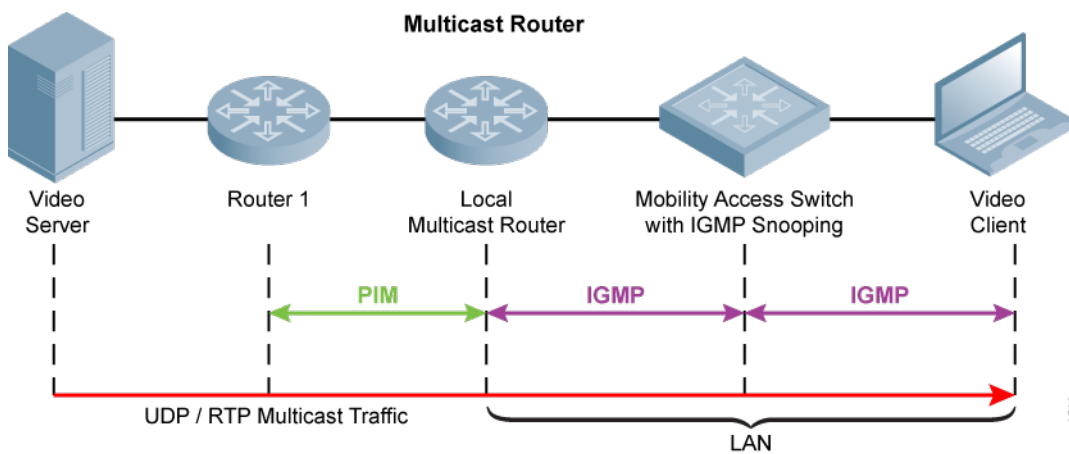 Multicast Router
Video
Server
Router 1
Local
Multicast Router
Mobility Access Switch
with IGMP Snooping
Video
Client
PIM
IGMP
IGMP
UDP / RTP Multicast Traffic
LAN